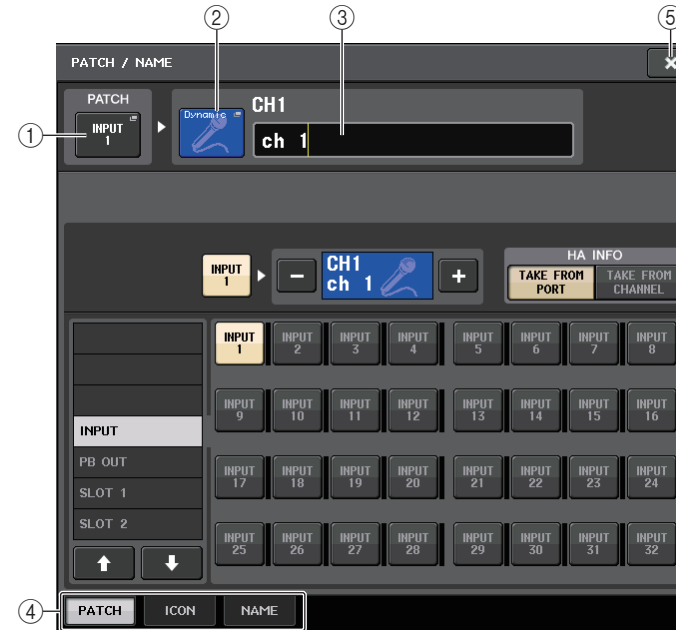 ② ③ ⑤
PATCH / NAME
PATCH
① INPUT 1
Dynamic
CH1
ch 1
INPUT 1
−
CH1
ch 1
+
HA INFO
TAKE FROM PORT
TAKE FROM CHANNEL
INPUT 1 INPUT 2 INPUT 3 INPUT 4 INPUT 5 INPUT 6 INPUT 7 INPUT 8
INPUT 9 INPUT 10 INPUT 11 INPUT 12 INPUT 13 INPUT 14 INPUT 15 INPUT 16
INPUT 17 INPUT 18 INPUT 19 INPUT 20 INPUT 21 INPUT 22 INPUT 23 INPUT 24
INPUT 25 INPUT 26 INPUT 27 INPUT 28 INPUT 29 INPUT 30 INPUT 31 INPUT 32
INPUT
PB OUT
SLOT 1
SLOT 2
④ PATCH ICON NAME